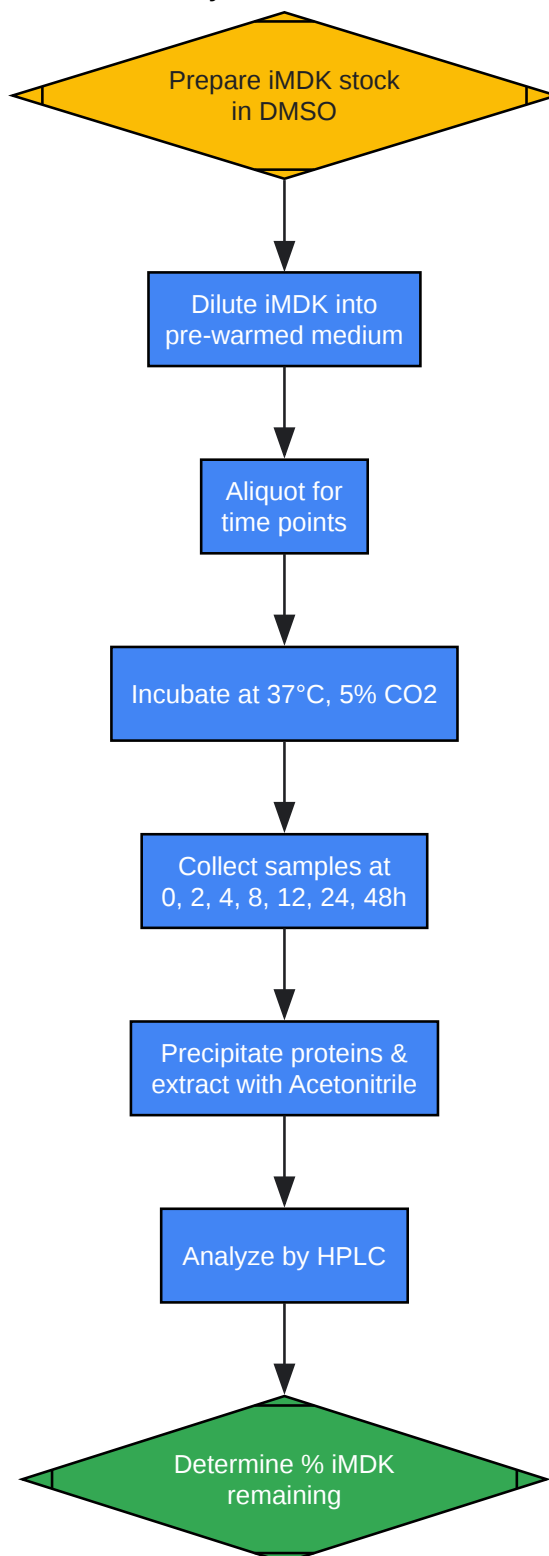 Prepare iMDK stock
in DMSO
Dilute iMDK into
pre-warmed medium
Aliquot for
time points
Incubate at 37°C, 5% CO2
Collect samples at
0, 2, 4, 8, 12, 24, 48h
Precipitate proteins &
extract with Acetonitrile
Analyze by HPLC
Determine % iMDK
remaining